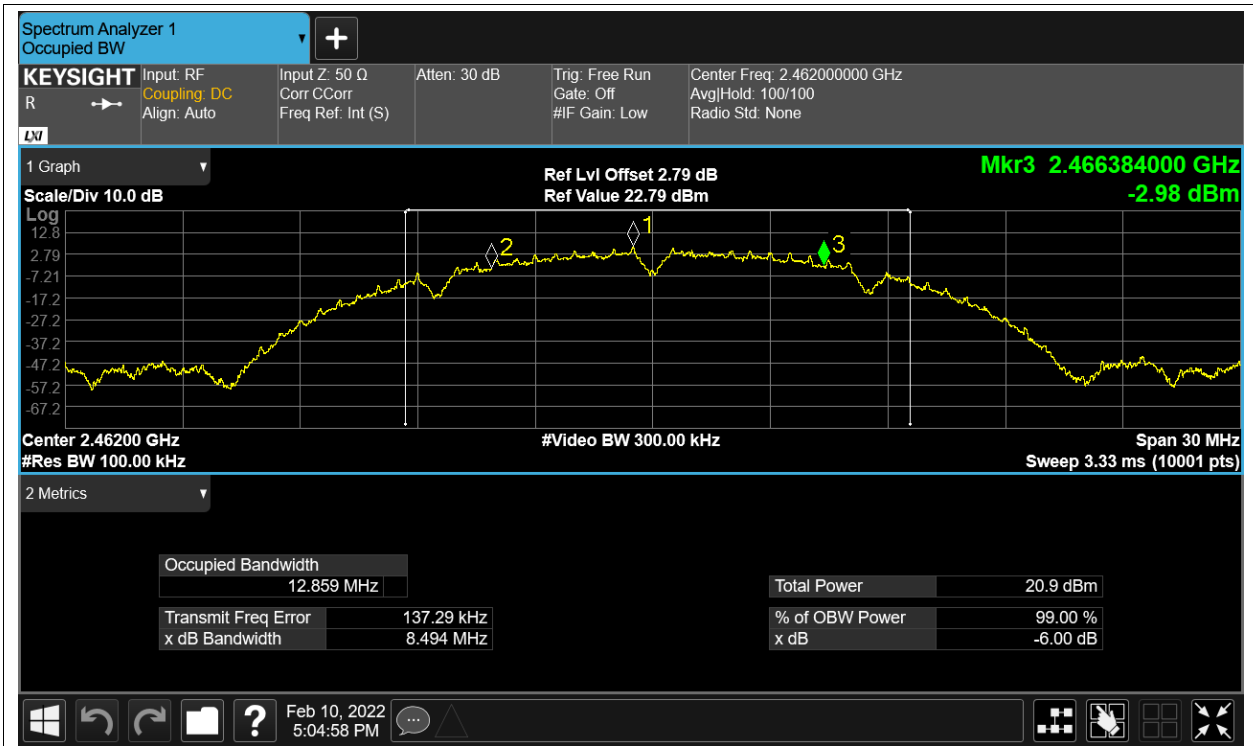 Spectrum Analyzer 1
Occupied BW
KEYSIGHT
R
LXI
Input: RF
Coupling: DC
Align: Auto
Input Z: 50 Ω
Corr CCorr
Freq Ref: Int (S)
Atten: 30 dB
Trig: Free Run
Gate: Off
#IF Gain: Low
Center Freq: 2.462000000 GHz
Avg|Hold: 100/100
Radio Std: None
1 Graph
Scale/Div 10.0 dB
Ref Lvl Offset 2.79 dB
Ref Value 22.79 dBm
Mkr3 2.466384000 GHz
-2.98 dBm
Log
12.8
2.79
-7.21
-17.2
-27.2
-37.2
-47.2
-57.2
-67.2
1
2
3
Center 2.46200 GHz
#Res BW 100.00 kHz
#Video BW 300.00 kHz
Span 30 MHz
Sweep 3.33 ms (10001 pts)
2 Metrics
Occupied Bandwidth
12.859 MHz
Transmit Freq Error 137.29 kHz
x dB Bandwidth 8.494 MHz
Total Power 20.9 dBm
% of OBW Power 99.00 %
x dB -6.00 dB
Feb 10, 2022
5:04:58 PM